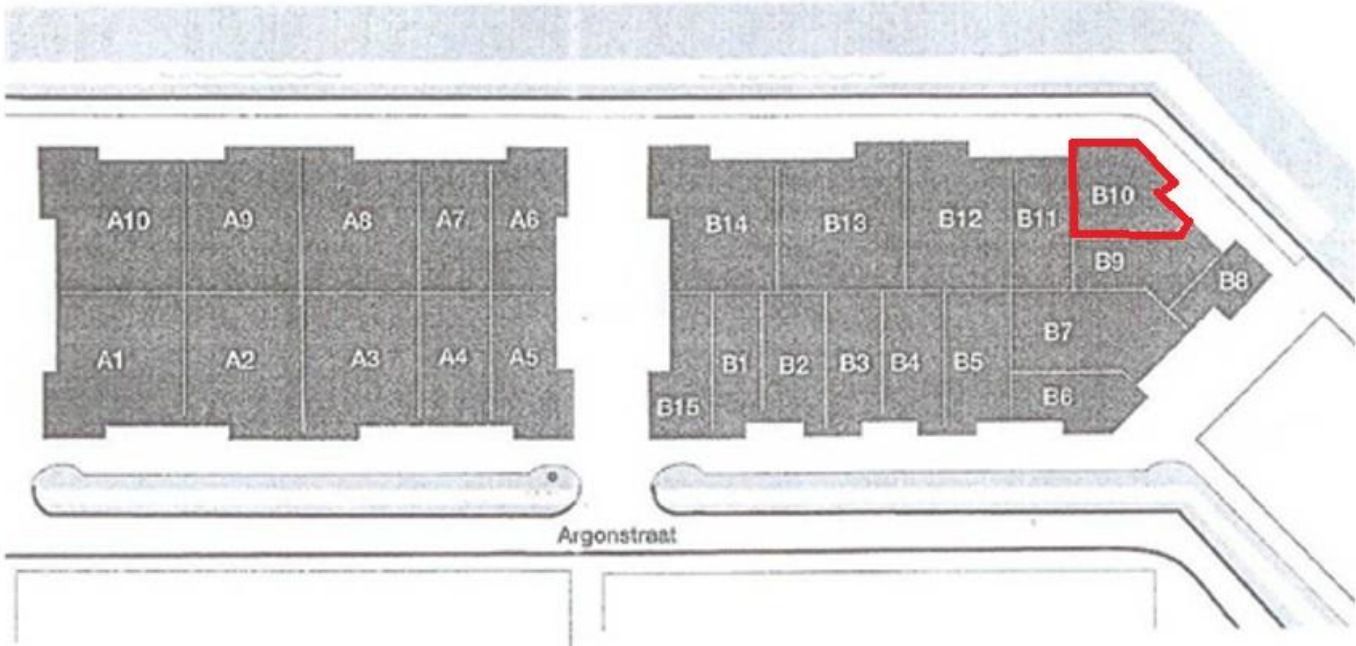 A10 A9 A8 A7 A6
A1 A2 A3 A4 A5
B14 B13 B12 B11 B10
B9 B8
B15 B1 B2 B3 B4 B5 B7
B6
Argonstraat